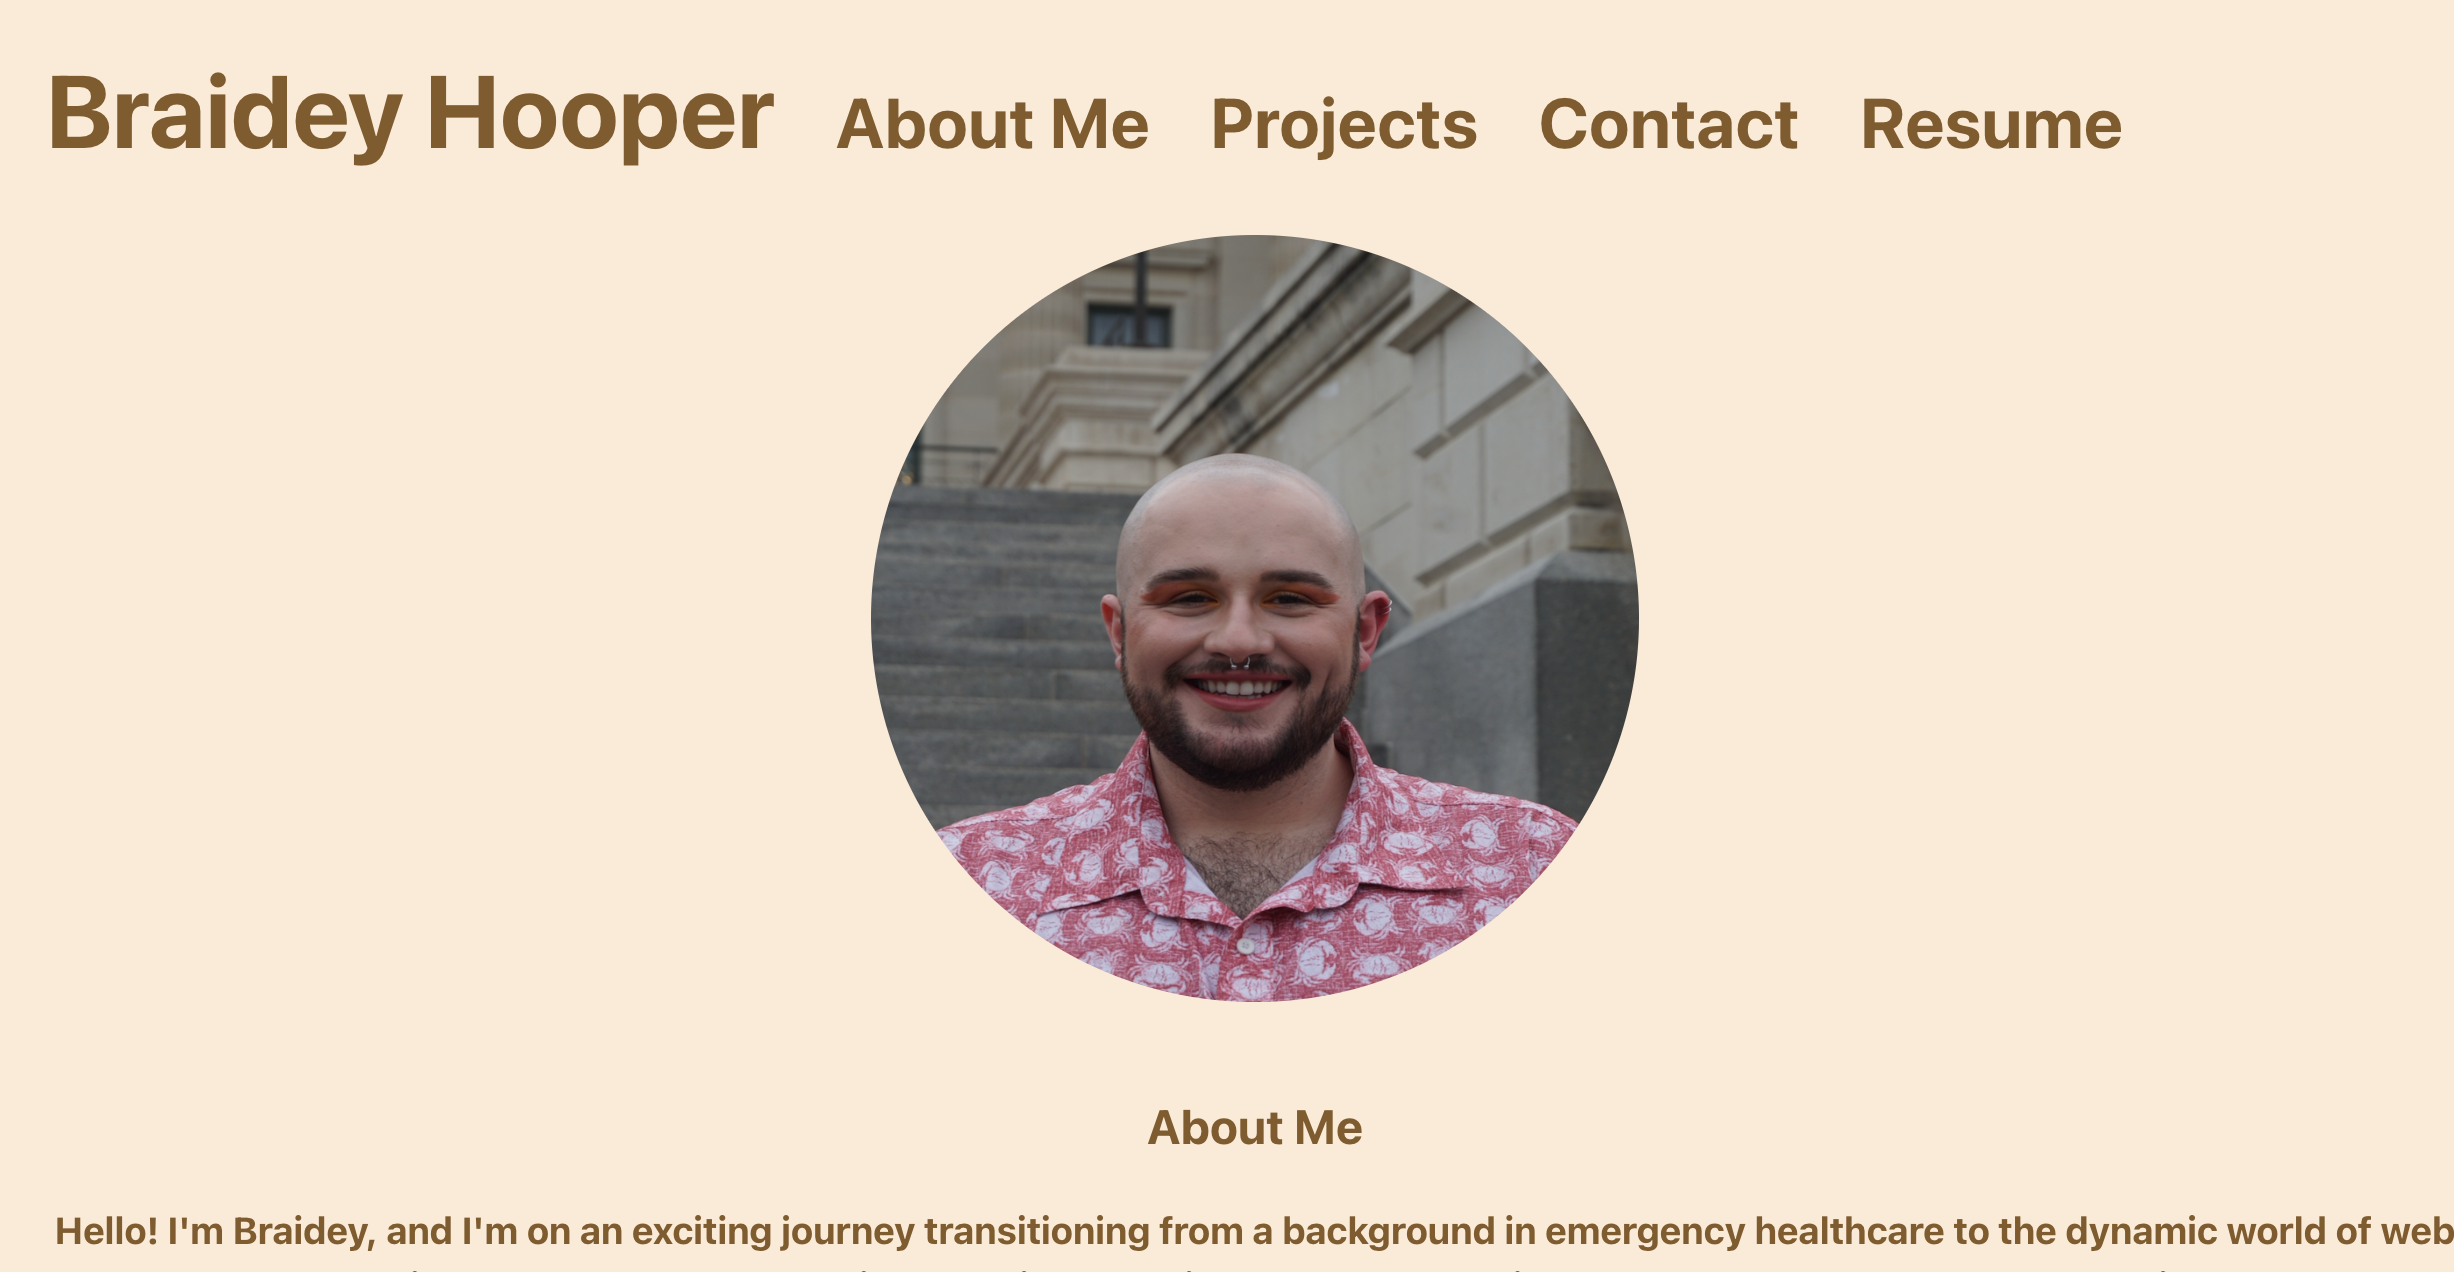 Braidey Hooper About Me Projects Contact Resume
About Me
Hello! I'm Braidey, and I'm on an exciting journey transitioning from a background in emergency healthcare to the dynamic world of web